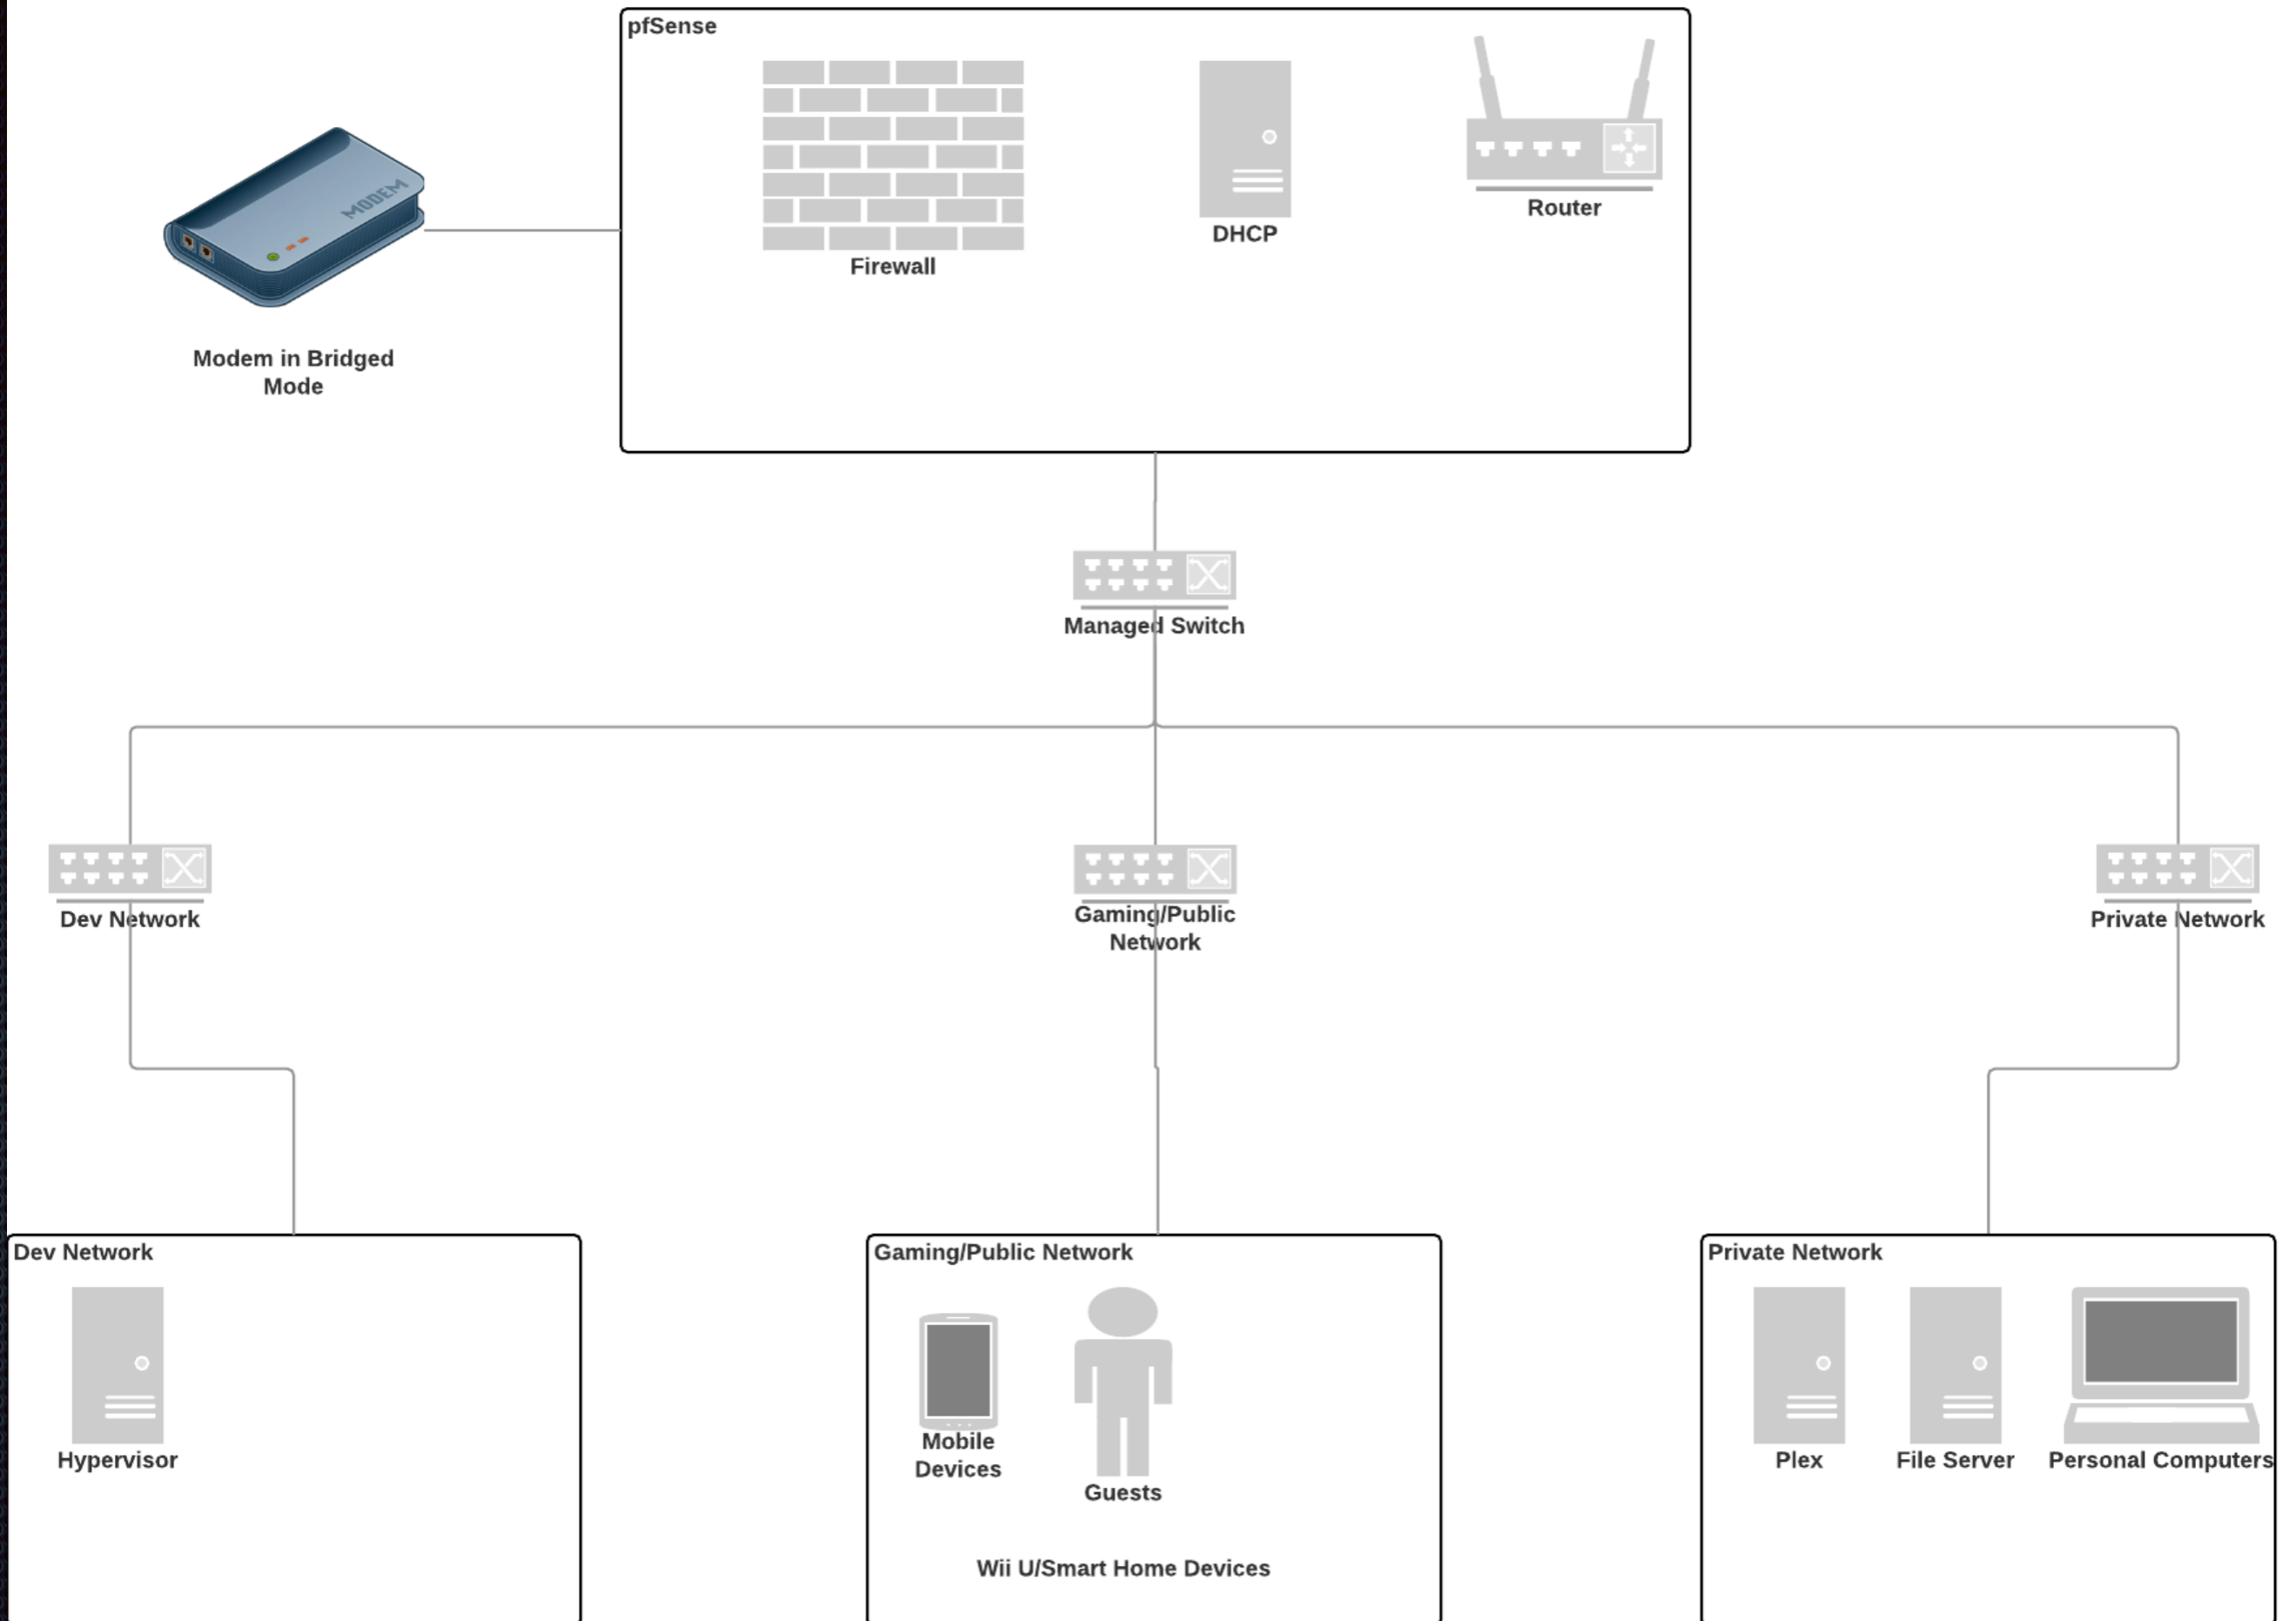 pfSense
MODEM
Firewall
DHCP
Router
Modem in Bridged
Mode
Managed Switch
Dev Network
Gaming/Public
Network
Private Network
Dev Network
Hypervisor
Gaming/Public Network
Mobile
Devices
Guests
Wii U/Smart Home Devices
Private Network
Plex
File Server
Personal Computers